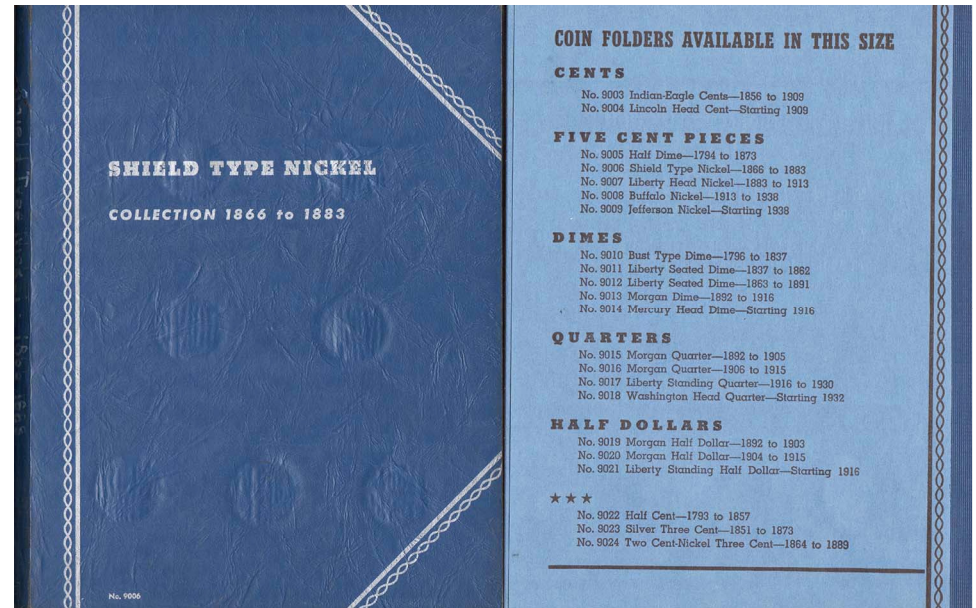 SHIELD TYPE NICKEL
COLLECTION 1866 to 1883
No. 9006
COIN FOLDERS AVAILABLE IN THIS SIZE
CENTS
No. 9003 Indian-Eagle Cents—1856 to 1909
No. 9004 Lincoln Head Cent—Starting 1909
FIVE CENT PIECES
No. 9005 Half Dime—1794 to 1873
No. 9006 Shield Type Nickel—1866 to 1883
No. 9007 Liberty Head Nickel—1883 to 1913
No. 9008 Buffalo Nickel—1913 to 1938
No. 9009 Jefferson Nickel—Starting 1938
DIMES
No. 9010 Bust Type Dime—1796 to 1837
No. 9011 Liberty Seated Dime—1837 to 1862
No. 9012 Liberty Seated Dime—1863 to 1891
No. 9013 Morgan Dime—1892 to 1916
No. 9014 Mercury Head Dime—Starting 1916
QUARTERS
No. 9015 Morgan Quarter—1892 to 1905
No. 9016 Morgan Quarter—1906 to 1915
No. 9017 Liberty Standing Quarter—1916 to 1930
No. 9018 Washington Head Quarter—Starting 1932
HALF DOLLARS
No. 9019 Morgan Half Dollar—1892 to 1903
No. 9020 Morgan Half Dollar—1904 to 1915
No. 9021 Liberty Standing Half Dollar—Starting 1916
★★★
No. 9022 Half Cent—1793 to 1857
No. 9023 Silver Three Cent—1851 to 1873
No. 9024 Two Cent-Nickel Three Cent—1864 to 1889